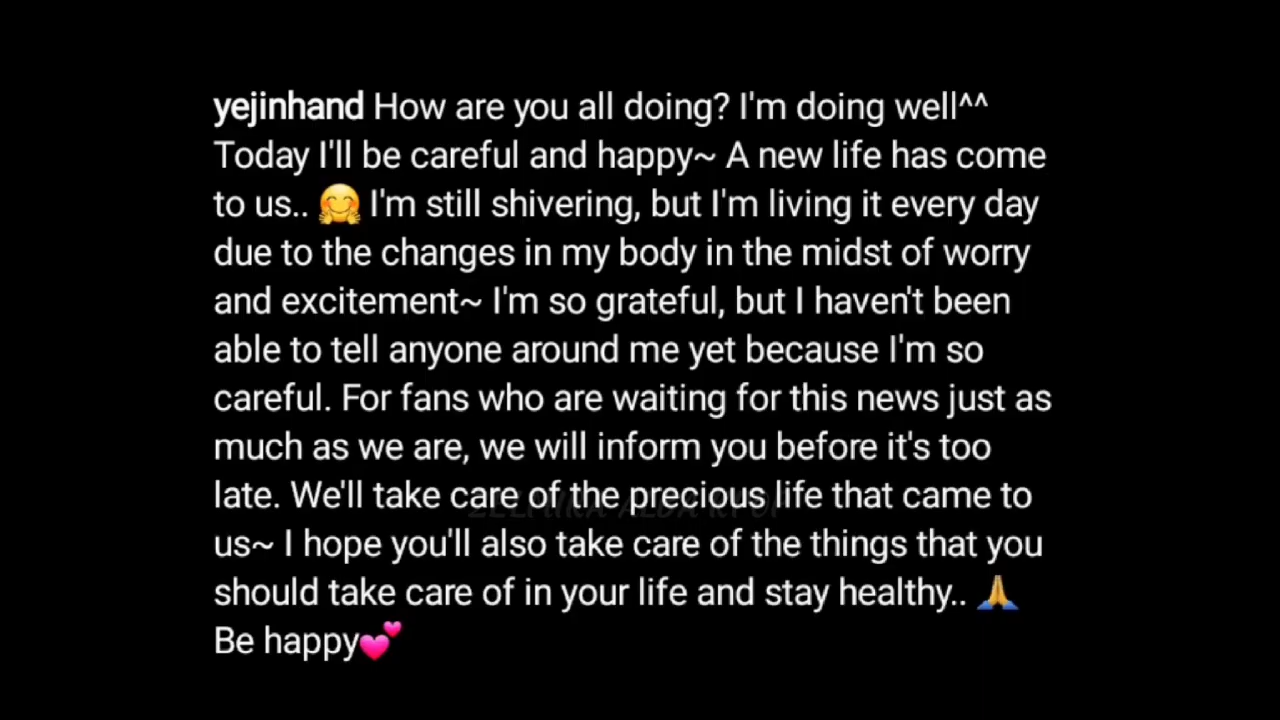 yejinhand How are you all doing? I'm doing well^^
Today I'll be careful and happy~ A new life has come
to us.. 🤗 I'm still shivering, but I'm living it every day
due to the changes in my body in the midst of worry
and excitement~ I'm so grateful, but I haven't been
able to tell anyone around me yet because I'm so
careful. For fans who are waiting for this news just as
much as we are, we will inform you before it's too
late. We'll take care of the precious life that came to
us~ I hope you'll also take care of the things that you
should take care of in your life and stay healthy.. 🙏
Be happy💕